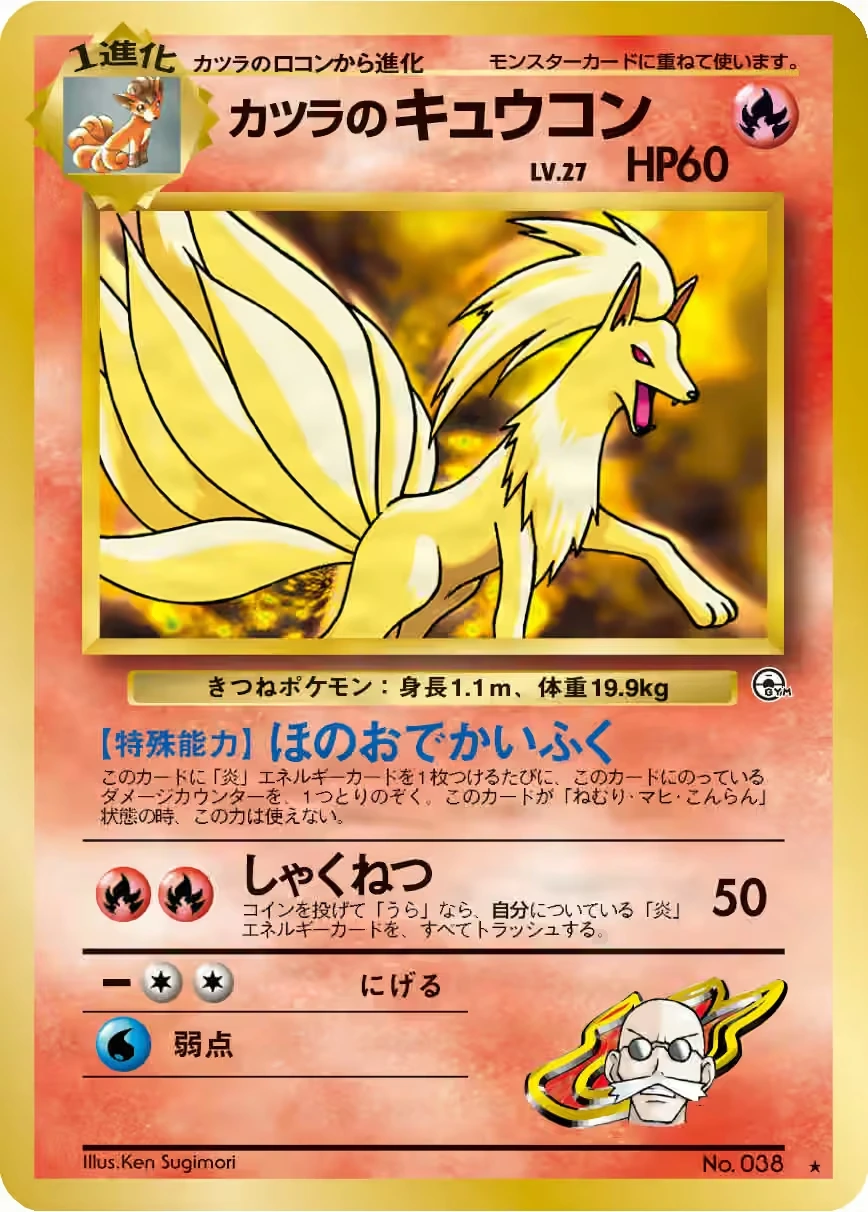 1進化
カツラのロコンから進化
モンスターカードに重ねて使います。
カツラのキュウコン
LV.27 HP60
きつねポケモン：身長1.1m、体重19.9kg
GYM
【特殊能力】ほのおでかいふく
このカードに「炎」エネルギーカードを1枚つけるたびに、このカードにのっている
ダメージカウンターを、1つとりのぞく。このカードが「ねむり・マヒ・こんらん」
状態の時、この力は使えない。
しゃくねつ 50
コインを投げて「うら」なら、自分についている「炎」
エネルギーカードを、すべてトラッシュする。
にげる
弱点
Illus.Ken Sugimori
No. 038 ★